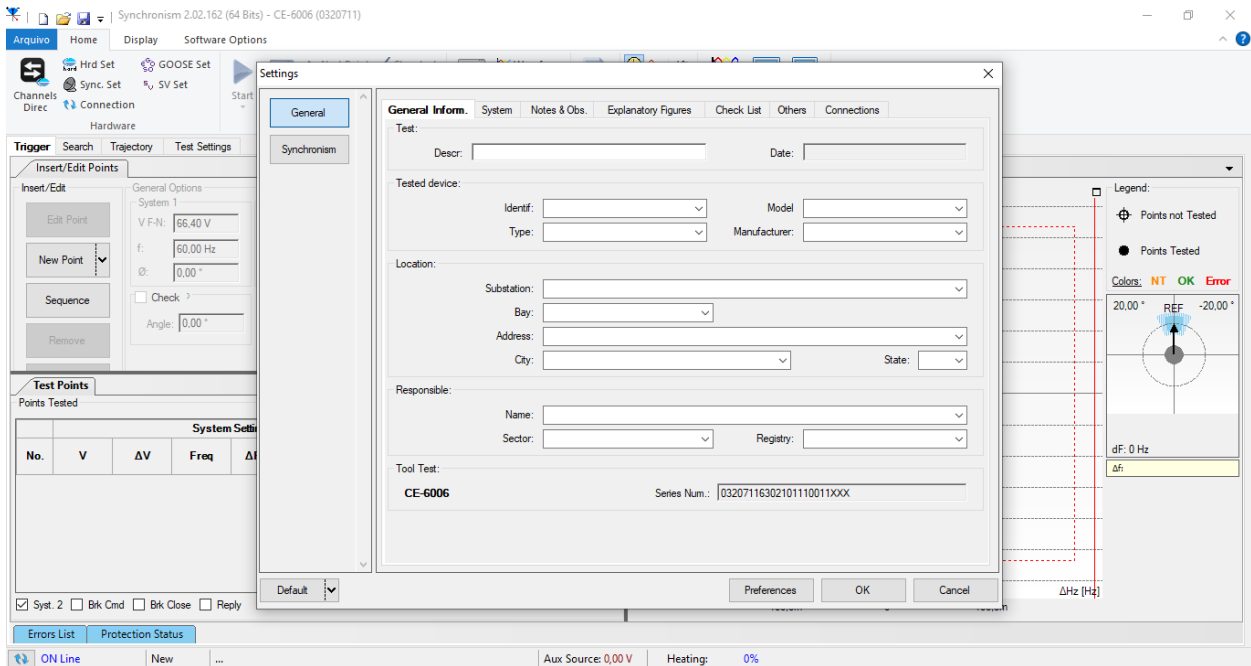 Synchronism 2.02.162 (64 Bits) - CE-6006 (0320711)
Arquivo Home Display Software Options
Hrd Set GOOSE Set
Sync. Set SV Set
Channels Direc Connection Start
Hardware
Trigger Search Trajectory Test Settings
Insert/Edit Points
Insert/Edit General Options
System 1
Edit Point V F-N: 66,40 V
f: 60,00 Hz
New Point Ø: 0,00 °
Sequence Check
Angle: 0,00 °
Remove
Test Points
Points Tested
System
No. V ΔV Freq
Syst. 2 Brk Cmd Brk Close Reply
Settings
General
Synchronism
General Inform. System Notes & Obs. Explanatory Figures Check List Others Connections
Test:
Descr: Date:
Tested device:
Identif: Model
Type: Manufacturer:
Location:
Substation:
Bay:
Address:
City: State:
Responsible:
Name:
Sector: Registry:
Tool Test:
CE-6006 Series Num.: 03207116302101110011XXX
Default Preferences OK Cancel
Legend:
Points not Tested
Points Tested
Colors: NT OK Error
20,00 ° REF -20,00 °
dF: 0 Hz
Δf:
ΔHz [Hz]
Errors List Protection Status
ON Line New ... Aux Source: 0,00 V Heating: 0%